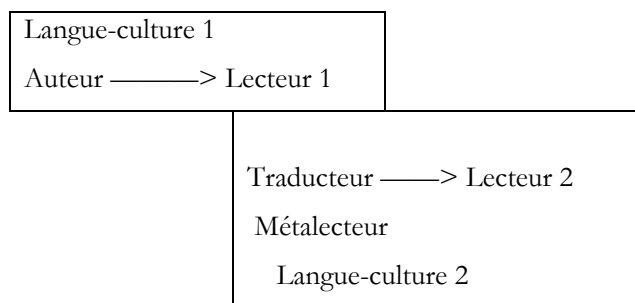 Langue-culture 1
Auteur ————> Lecteur 1
Traducteur ——> Lecteur 2
Métalecteur
Langue-culture 2